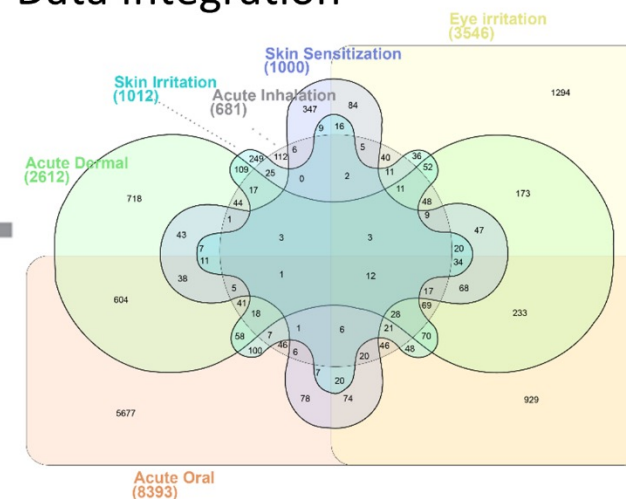 Data Integration
Eye irritation
(3546)
Skin Sensitization
(1000)
Skin Irritation
(1012)
Acute Inhalation
(681)
Acute Dermal
(2612)
347 84 1294
9 16
6 5
249 112 40 36
109 25 0 2 11 52
17 11
718 44 48 173
1 9
43 47
3 3
7 20
11 34
38 1 12 68
5 17
604 41 69 233
18 28
58 7 1 6 21 70
100 46 6 20 46 48
7 20
78 74 929
5677
Acute Oral
(8393)